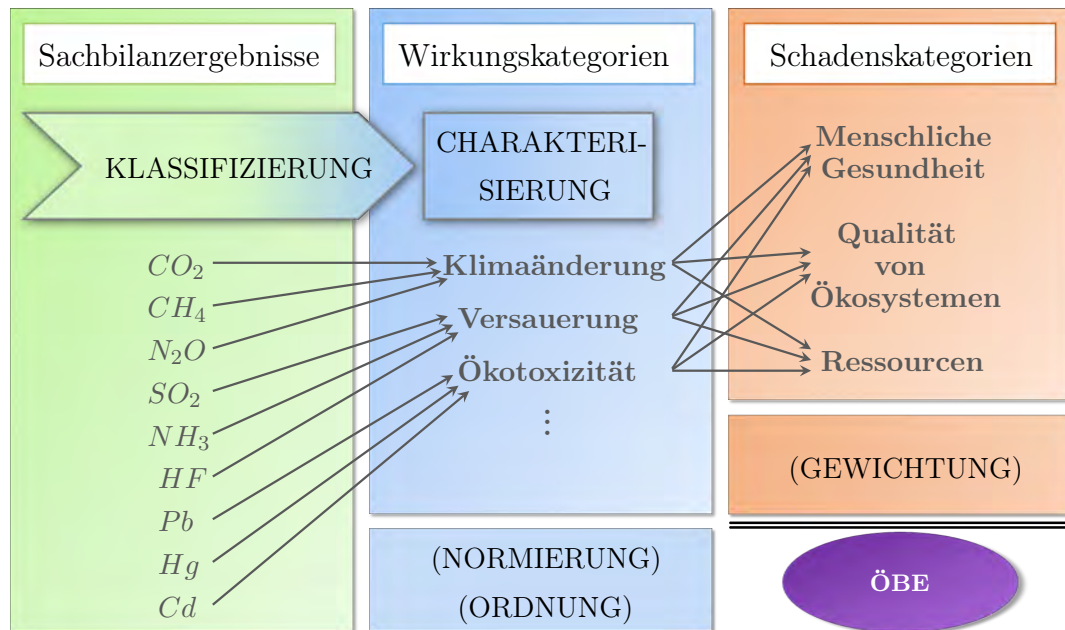 Sachbilanzergebnisse
KLASSIFIZIERUNG
CO₂
CH₄
N₂O
SO₂
NH₃
HF
Pb
Hg
Cd
Wirkungskategorien
CHARAKTERI-
SIERUNG
Klimaänderung
Versauerung
Ökotoxizität
⋮
(NORMIERUNG)
(ORDNUNG)
Schadenskategorien
Menschliche
Gesundheit
Qualität
von
Ökosystemen
Ressourcen
(GEWICHTUNG)
ÖBE